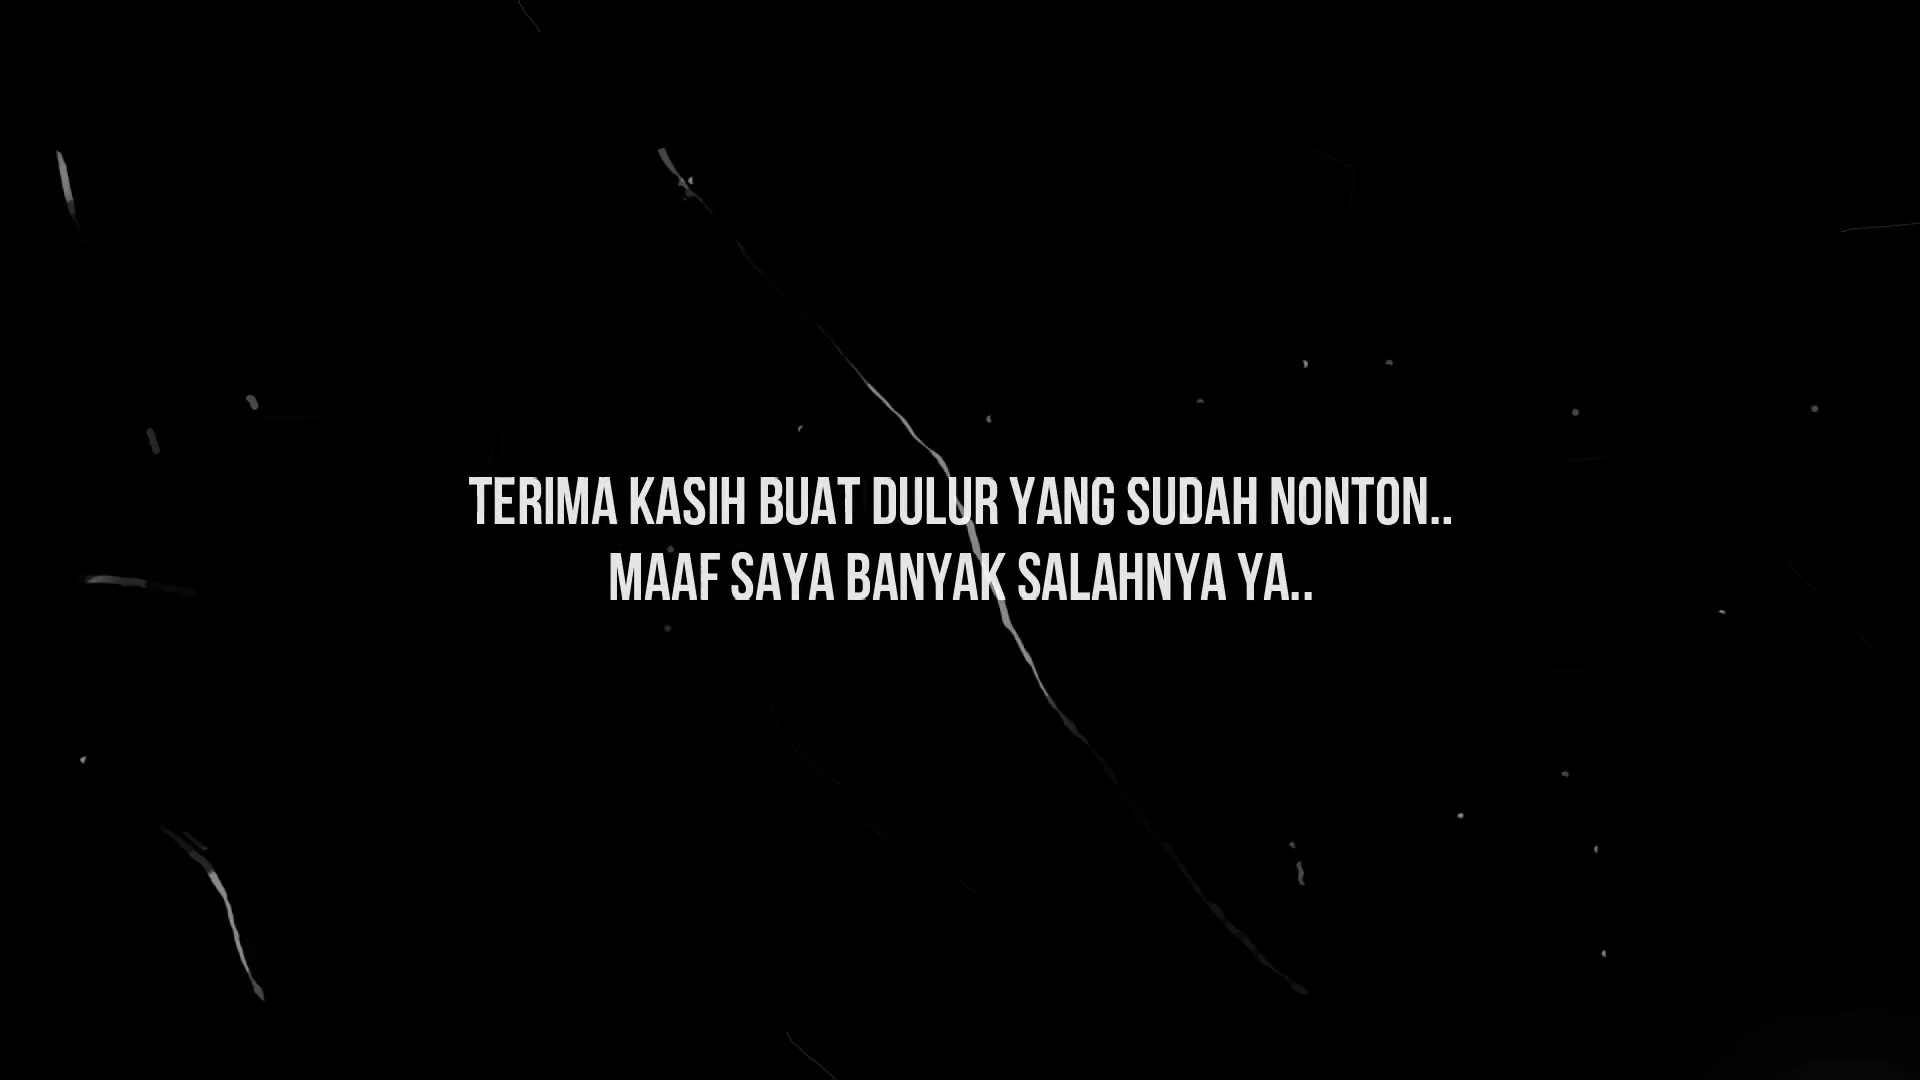 TERIMA KASIH BUAT DULUR YANG SUDAH NONTON..
MAAF SAYA BANYAK SALAHNYA YA..